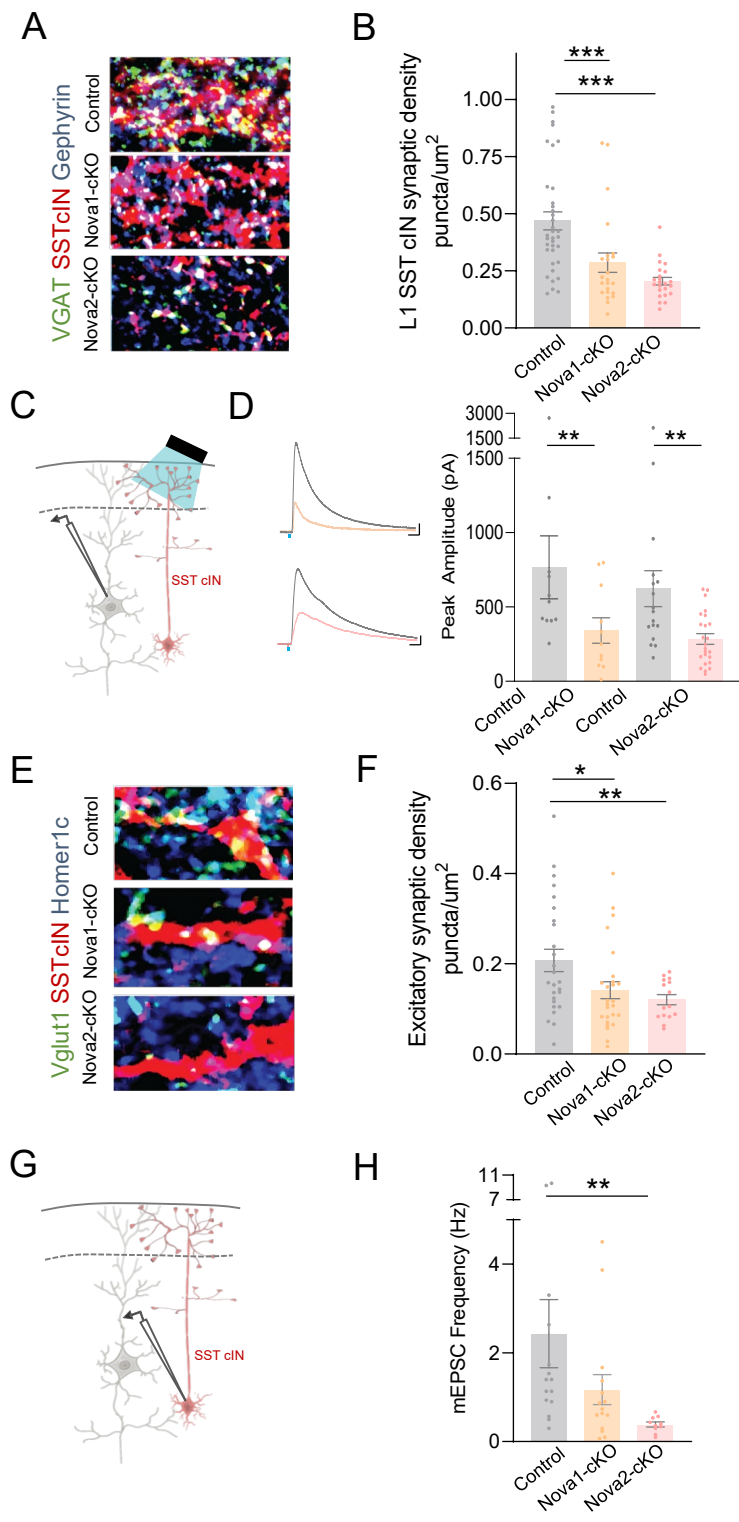 A
VGAT SSTcIN Gephyrin
Control
Nova1-cKO
Nova2-cKO
B
L1 SST cIN synaptic density
puncta/um2
***
***
1.00
0.75
0.50
0.25
0.00
Control
Nova1-cKO
Nova2-cKO
C
SST cIN
D
Peak Amplitude (pA)
3000
1500
1500
1000
500
0
**
**
Control
Nova1-cKO
Control
Nova2-cKO
E
Vglut1 SSTcIN Homer1c
Control
Nova1-cKO
Nova2-cKO
F
Excitatory synaptic density
puncta/um2
*
**
0.6
0.4
0.2
0.0
Control
Nova1-cKO
Nova2-cKO
G
SST cIN
H
mEPSC Frequency (Hz)
11
7
4
2
0
**
Control
Nova1-cKO
Nova2-cKO